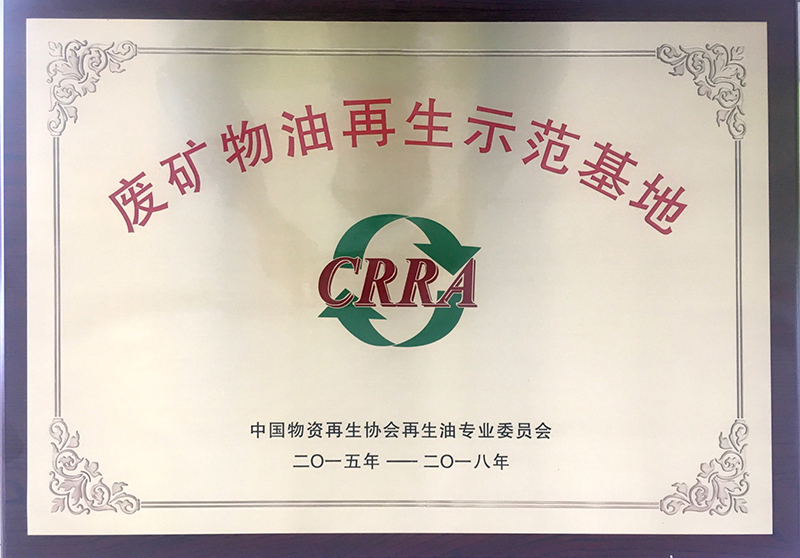 废矿物油再生示范基地
CRRA
中国物资再生协会再生油专业委员会
二〇一五年——二〇一八年